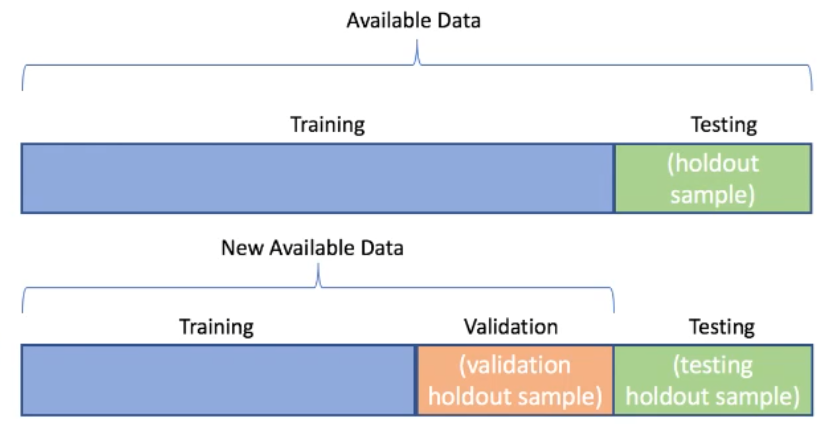 Available Data
Training
Testing
(holdout
sample)
New Available Data
Training
Validation
Testing
(validation
holdout sample)
(testing
holdout sample)